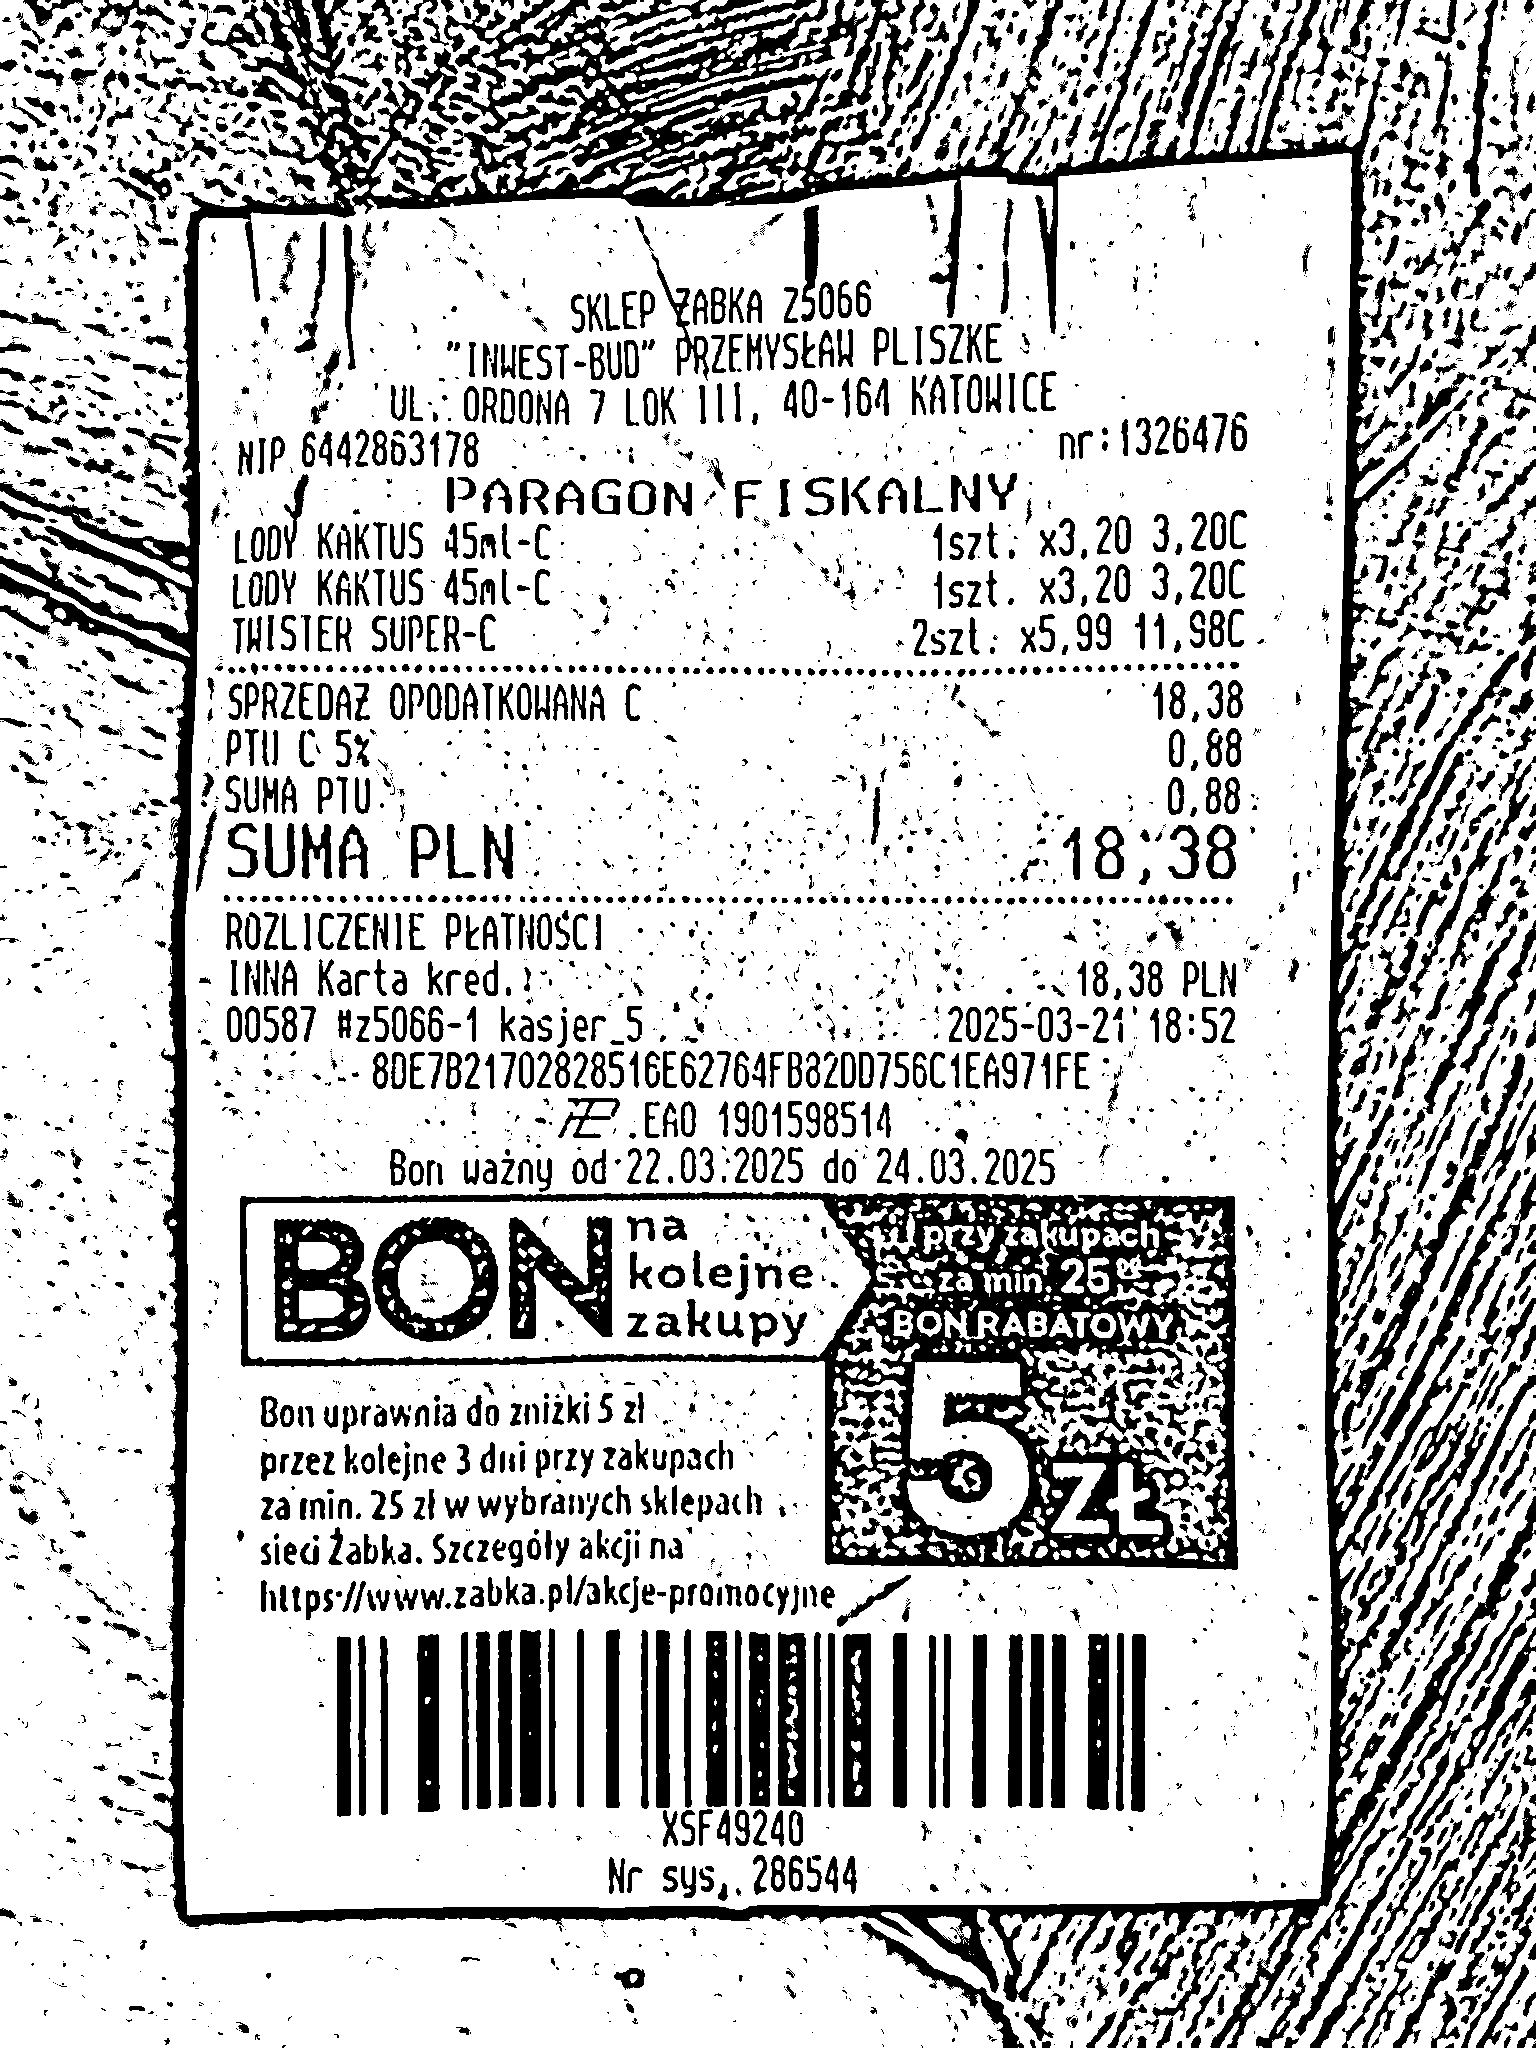 SKLEP ŻABKA Z5066
"INWEST-BUD" PRZEMYSŁAW PLISZKE
UL. ORDONA 7 LOK III, 40-164 KATOWICE
NIP 6442863178 nr:1326476
PARAGON FISKALNY
LODY KAKTUS 45ml-C 1szt. x3,20 3,20C
LODY KAKTUS 45ml-C 1szt. x3,20 3,20C
TWISTER SUPER-C 2szt. x5,99 11,98C
SPRZEDAŻ OPODATKOWANA C 18,38
PTU C 5% 0,88
SUMA PTU 0,88
SUMA PLN 18,38
ROZLICZENIE PŁATNOŚCI
INNA Karta kred. 18,38 PLN
00587 #z5066-1 kasjer_5 2025-03-21 18:52
8DE7B21702828516E62764FB82DD756C1EA971FE
EAO 1901598514
Bon ważny od 22.03.2025 do 24.03.2025
BON na kolejne zakupy
przy zakupach
za min. 25
BON RABATOWY
5 ZŁ
Bon uprawnia do zniżki 5 zł
przez kolejne 3 dni przy zakupach
za min. 25 zł w wybranych sklepach
sieci Żabka. Szczegóły akcji na
https://www.zabka.pl/akcje-promocyjne
XSF49240
Nr sys. 286544